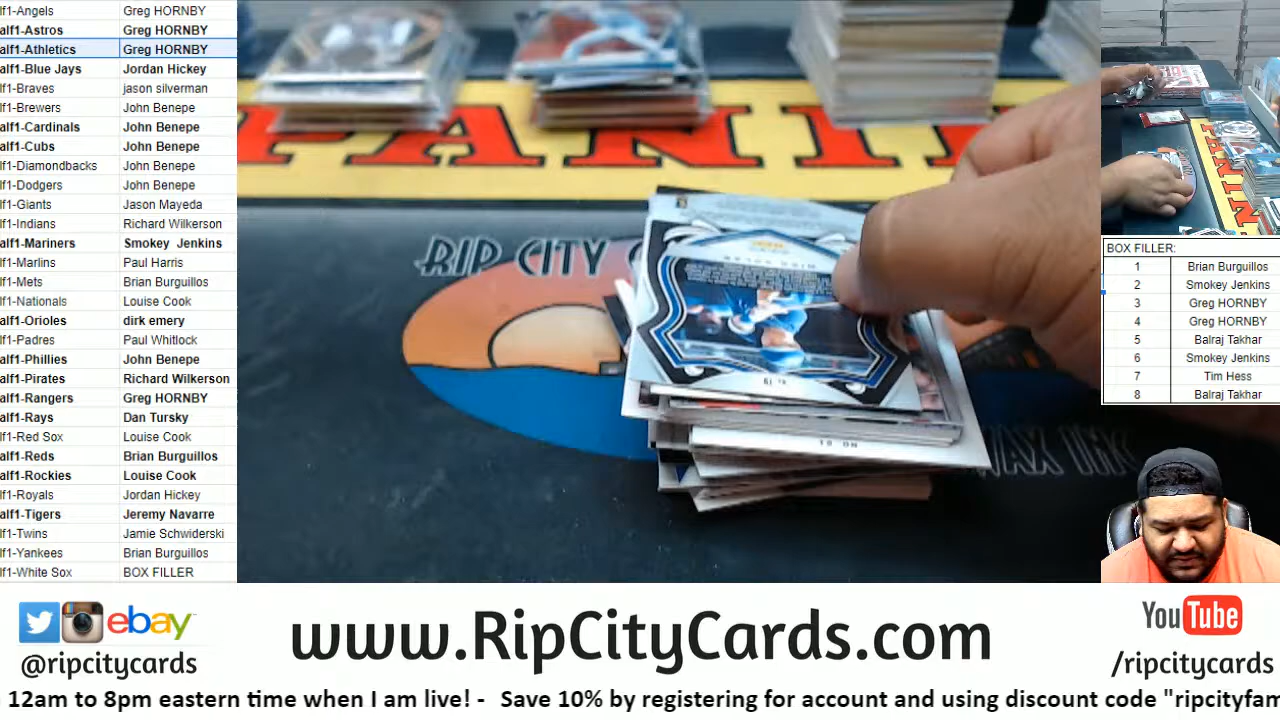 lf1-Angels Greg HORNBY
alf1-Astros Greg HORNBY
alf1-Athletics Greg HORNBY
alf1-Blue Jays Jordan Hickey
lf1-Braves jason silverman
lf1-Brewers John Benepe
alf1-Cardinals John Benepe
alf1-Cubs John Benepe
lf1-Diamondbacks John Benepe
lf1-Dodgers John Benepe
lf1-Giants Jason Mayeda
lf1-Indians Richard Wilkerson
alf1-Mariners Smokey Jenkins
lf1-Marlins Paul Harris
lf1-Mets Brian Burguillos
lf1-Nationals Louise Cook
alf1-Orioles dirk emery
lf1-Padres Paul Whitlock
alf1-Phillies John Benepe
alf1-Pirates Richard Wilkerson
alf1-Rangers Greg HORNBY
alf1-Rays Dan Tursky
lf1-Red Sox Louise Cook
alf1-Reds Brian Burguillos
alf1-Rockies Louise Cook
lf1-Royals Jordan Hickey
alf1-Tigers Jeremy Navarre
lf1-Twins Jamie Schwiderski
lf1-Yankees Brian Burguillos
lf1-White Sox BOX FILLER
PANINI
RIP CITY
WAX INC
BOX FILLER:
1 Brian Burguillos
2 Smokey Jenkins
3 Greg HORNBY
4 Greg HORNBY
5 Balraj Takhar
6 Smokey Jenkins
7 Tim Hess
8 Balraj Takhar
ebay
@ripcitycards
www.RipCityCards.com
YouTube
/ripcitycards
12am to 8pm eastern time when I am live! - Save 10% by registering for account and using discount code "ripcityfam